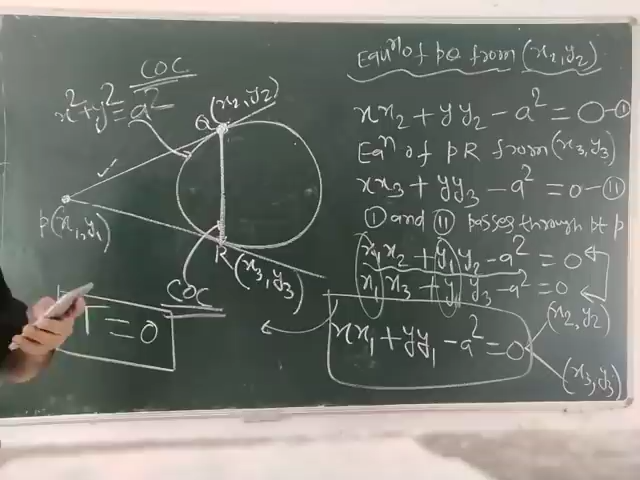 COC
x²+y²=a²
Q (x₂,y₂)
P(x₁,y₁)
R (x₃,y₃)
COC
T=0
Equⁿ of PQ from (x₂,y₂)
xx₂+yy₂-a²=0-Ⓘ
Eqⁿ of PR from (x₃,y₃)
xx₃+yy₃-a²=0-Ⓘⓘ
Ⓘ and Ⓘⓘ passes through pt P
x₁x₂+y₁y₂-a²=0
x₁x₃+y₁y₃-a²=0
xx₁+yy₁-a²=0
(x₂,y₂)
(x₃,y₃)